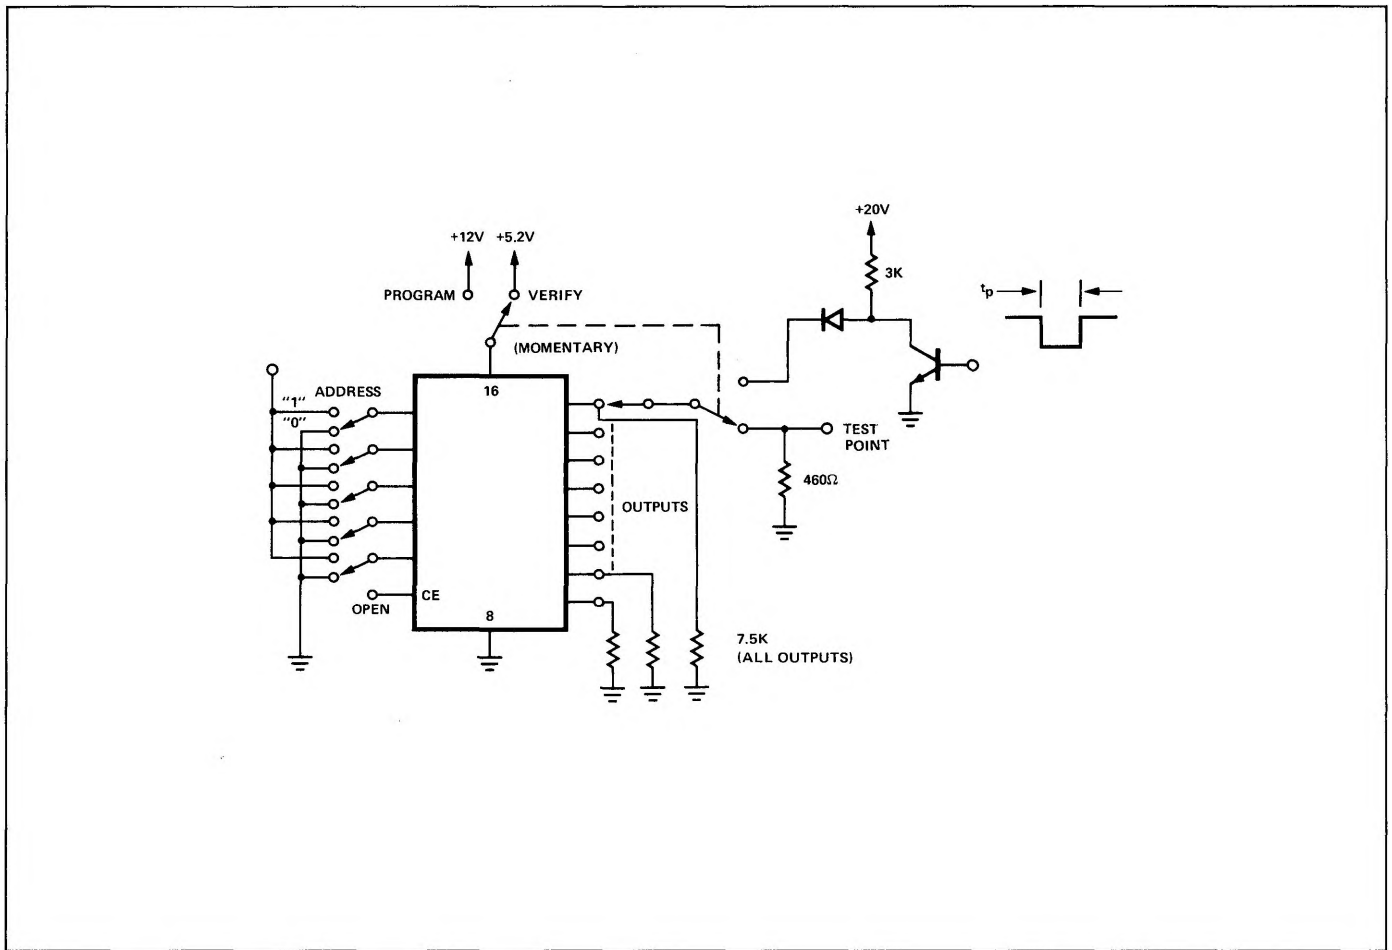 +20V
3K
tp
+12V +5.2V
PROGRAM VERIFY
(MOMENTARY)
ADDRESS
"1"
"0"
16
TEST
POINT
460Ω
OUTPUTS
OPEN
CE
8
7.5K
(ALL OUTPUTS)